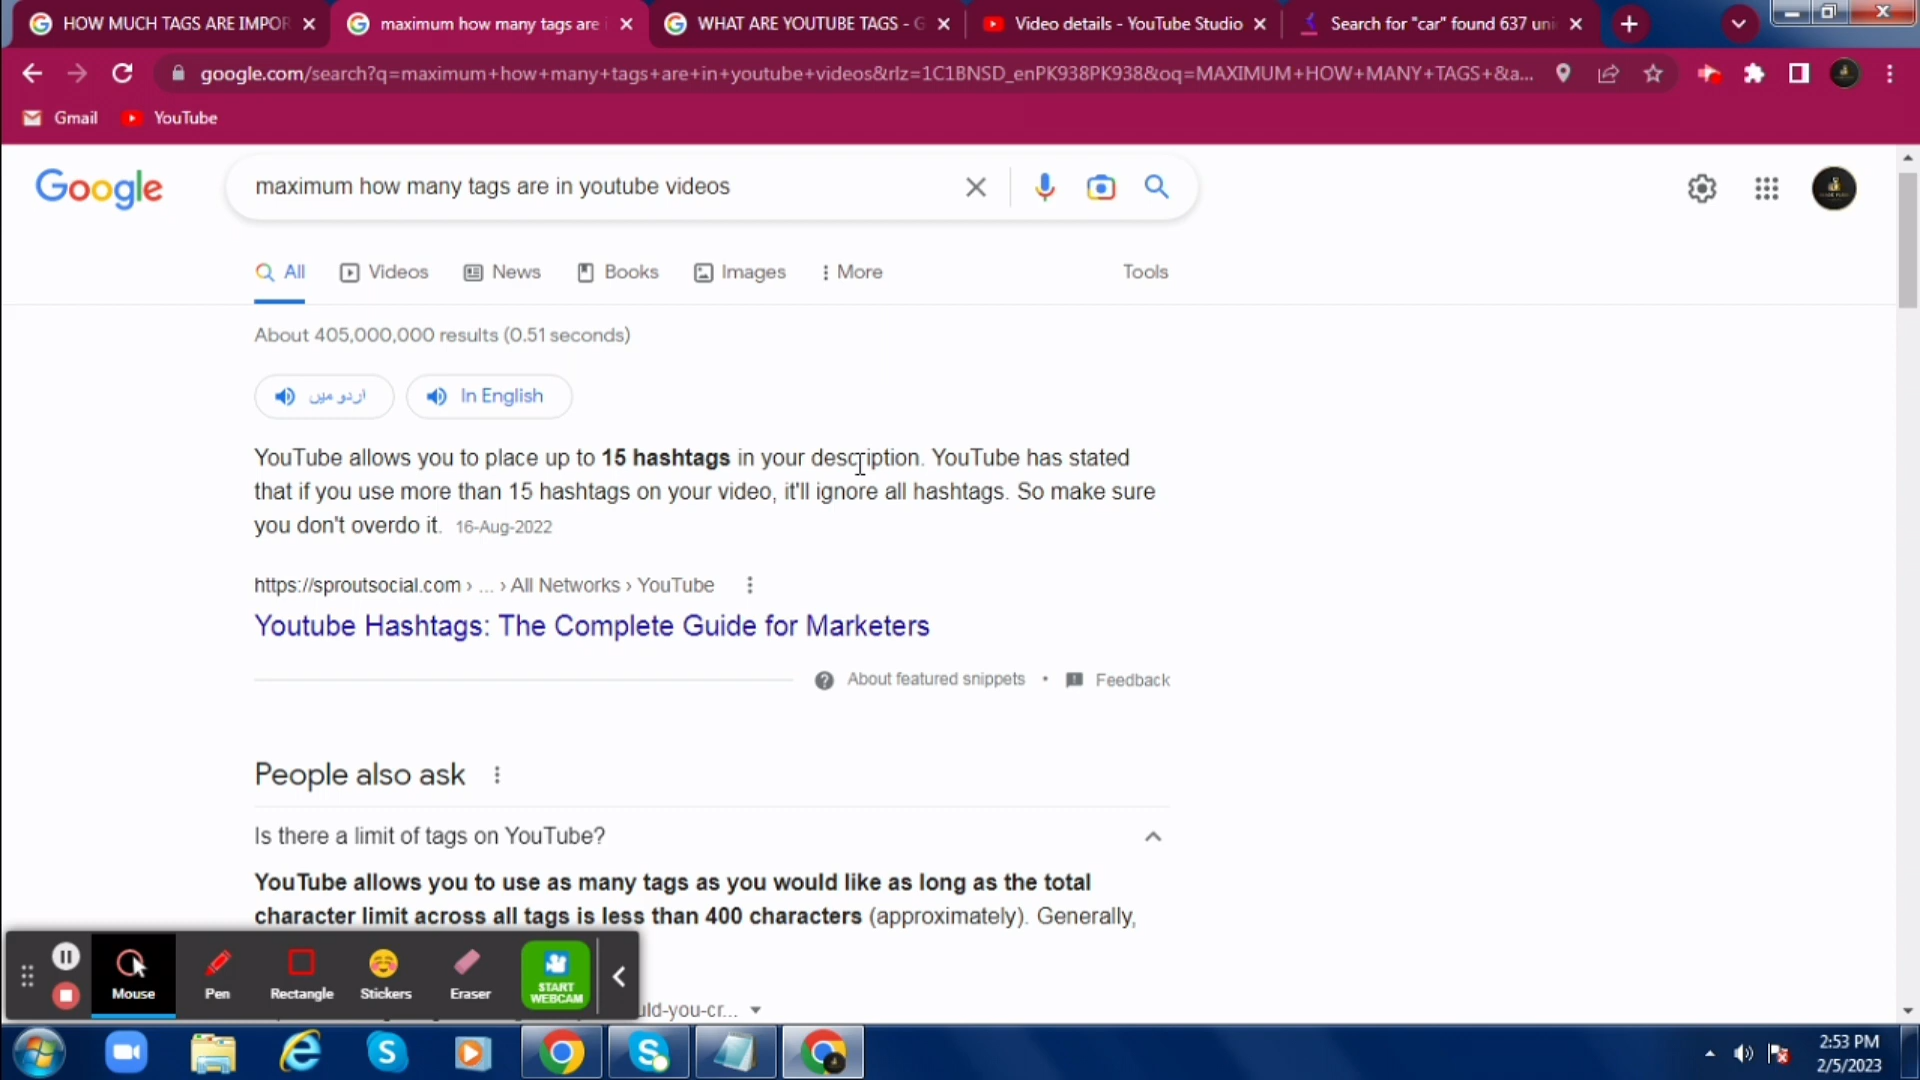 HOW MUCH TAGS ARE IMPOR
maximum how many tags are i
WHAT ARE YOUTUBE TAGS - G
Video details - YouTube Studio
Search for "car" found 637 uni
google.com/search?q=maximum+how+many+tags+are+in+youtube+videos&rlz=1C1BNSD_enPK938PK938&oq=MAXIMUM+HOW+MANY+TAGS+&a...
Gmail YouTube
Google
maximum how many tags are in youtube videos
All Videos News Books Images More Tools
About 405,000,000 results (0.51 seconds)
اردو میں In English
YouTube allows you to place up to 15 hashtags in your description. YouTube has stated
that if you use more than 15 hashtags on your video, it'll ignore all hashtags. So make sure
you don't overdo it. 16-Aug-2022
https://sproutsocial.com › ... › All Networks › YouTube
Youtube Hashtags: The Complete Guide for Marketers
About featured snippets • Feedback
People also ask
Is there a limit of tags on YouTube?
YouTube allows you to use as many tags as you would like as long as the total
character limit across all tags is less than 400 characters (approximately). Generally,
Mouse Pen Rectangle Stickers Eraser START
WEBCAM
uld-you-cr...
2:53 PM
2/5/2023